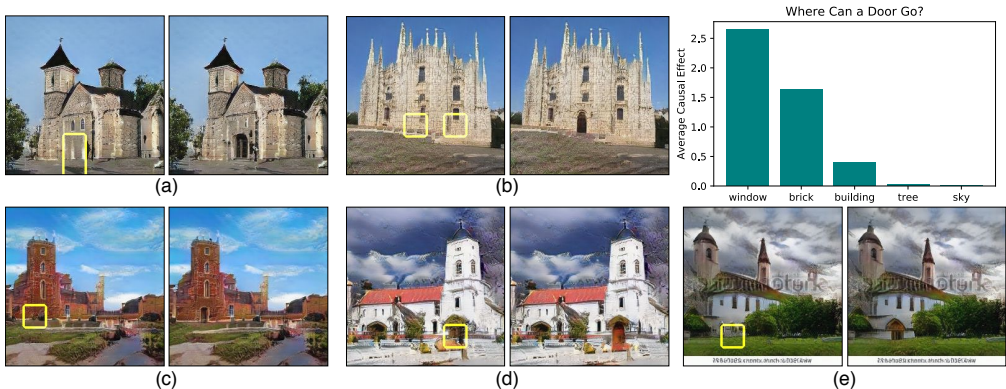 Where Can a Door Go?
Average Causal Effect
2.5
2.0
1.5
1.0
0.5
0.0
window brick building tree sky
(a) (b)
(c) (d) (e)